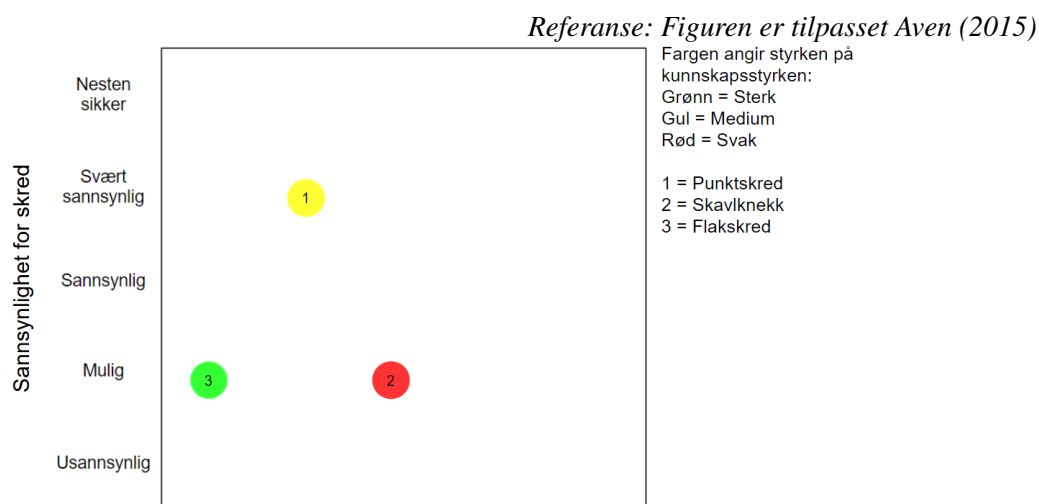 Referanse: Figuren er tilpasset Aven (2015)
Fargen angir styrken på
kunnskapsstyrken:
Grønn = Sterk
Gul = Medium
Rød = Svak
1 = Punktskred
2 = Skavlknekk
3 = Flakskred
Sannsynlighet for skred
Nesten
sikker
Svært
sannsynlig
Sannsynlig
Mulig
Usannsynlig
1
3
2